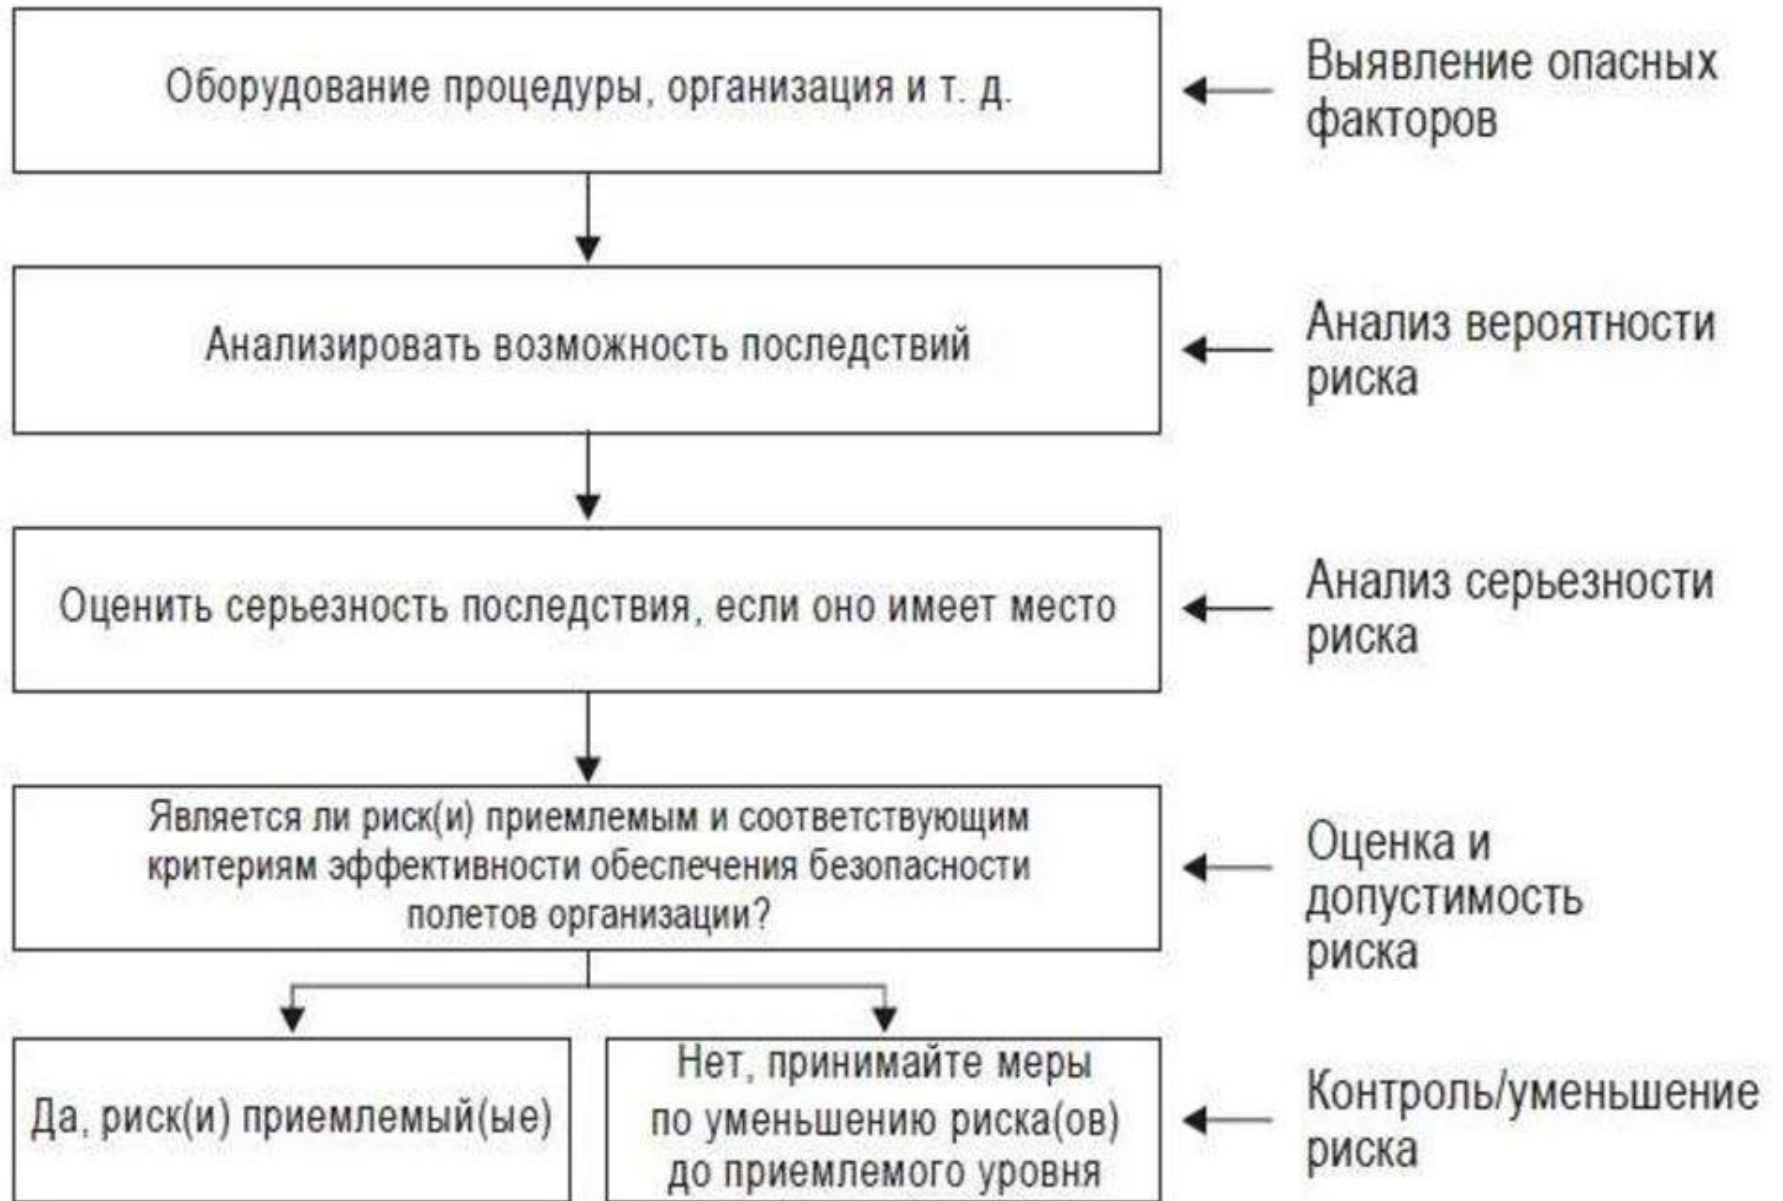 Оборудование процедуры, организация и т. д.
Выявление опасных
факторов
Анализировать возможность последствий
Анализ вероятности
риска
Оценить серьезность последствия, если оно имеет место
Анализ серьезности
риска
Является ли риск(и) приемлемым и соответствующим
критериям эффективности обеспечения безопасности
полетов организации?
Оценка и
допустимость
риска
Да, риск(и) приемлемый(ые)
Нет, принимайте меры
по уменьшению риска(ов)
до приемлемого уровня
Контроль/уменьшение
риска